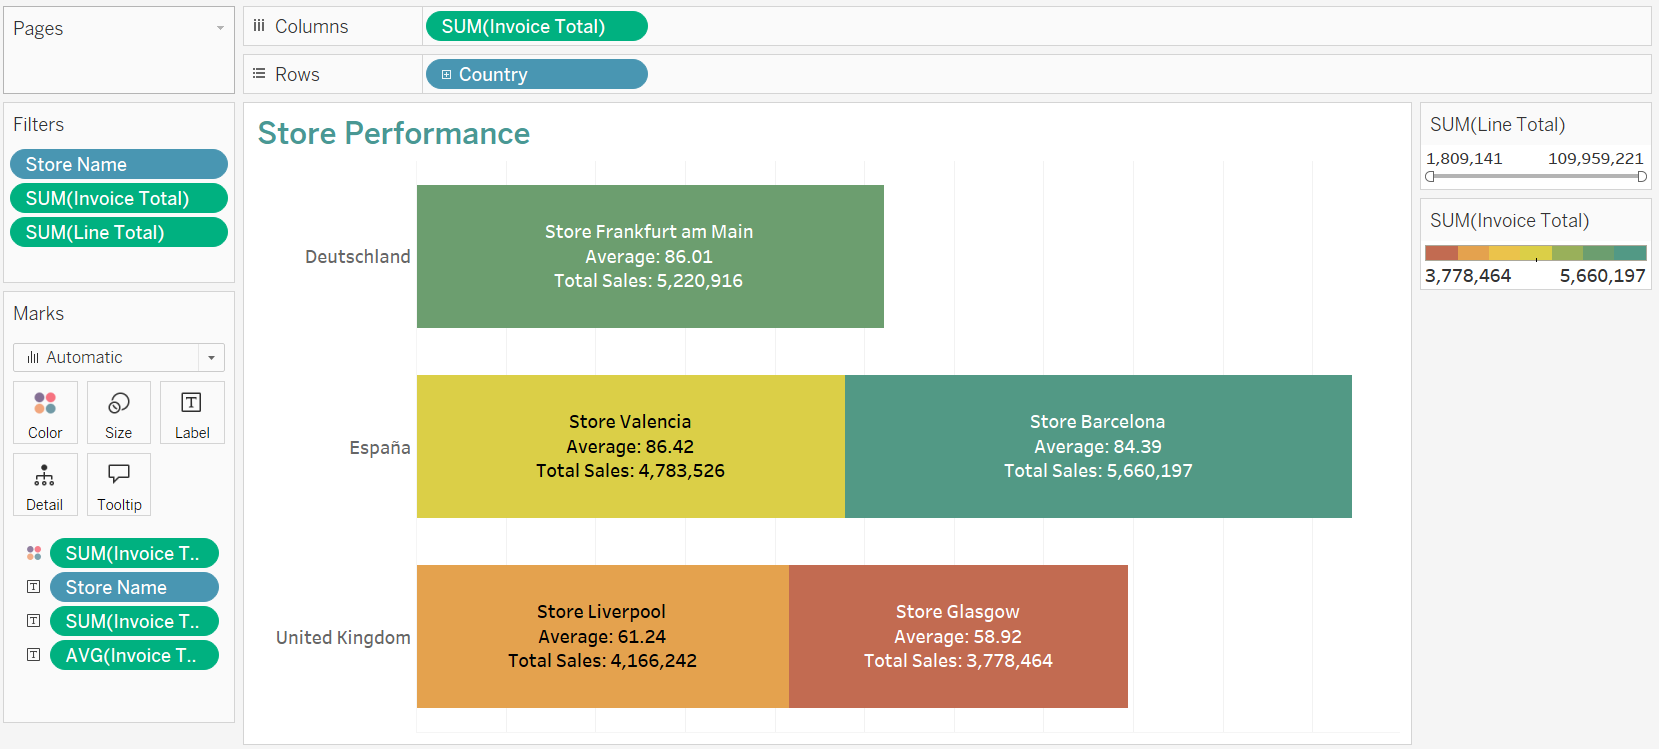 Pages
Columns
SUM(Invoice Total)
Rows
Country
Filters
Store Name
SUM(Invoice Total)
SUM(Line Total)
Marks
Automatic
Color
Size
Label
Detail
Tooltip
SUM(Invoice T..
Store Name
SUM(Invoice T..
AVG(Invoice T..
Store Performance
Deutschland
Store Frankfurt am Main
Average: 86.01
Total Sales: 5,220,916
España
Store Valencia
Average: 86.42
Total Sales: 4,783,526
Store Barcelona
Average: 84.39
Total Sales: 5,660,197
United Kingdom
Store Liverpool
Average: 61.24
Total Sales: 4,166,242
Store Glasgow
Average: 58.92
Total Sales: 3,778,464
SUM(Line Total)
1,809,141 109,959,221
SUM(Invoice Total)
3,778,464 5,660,197